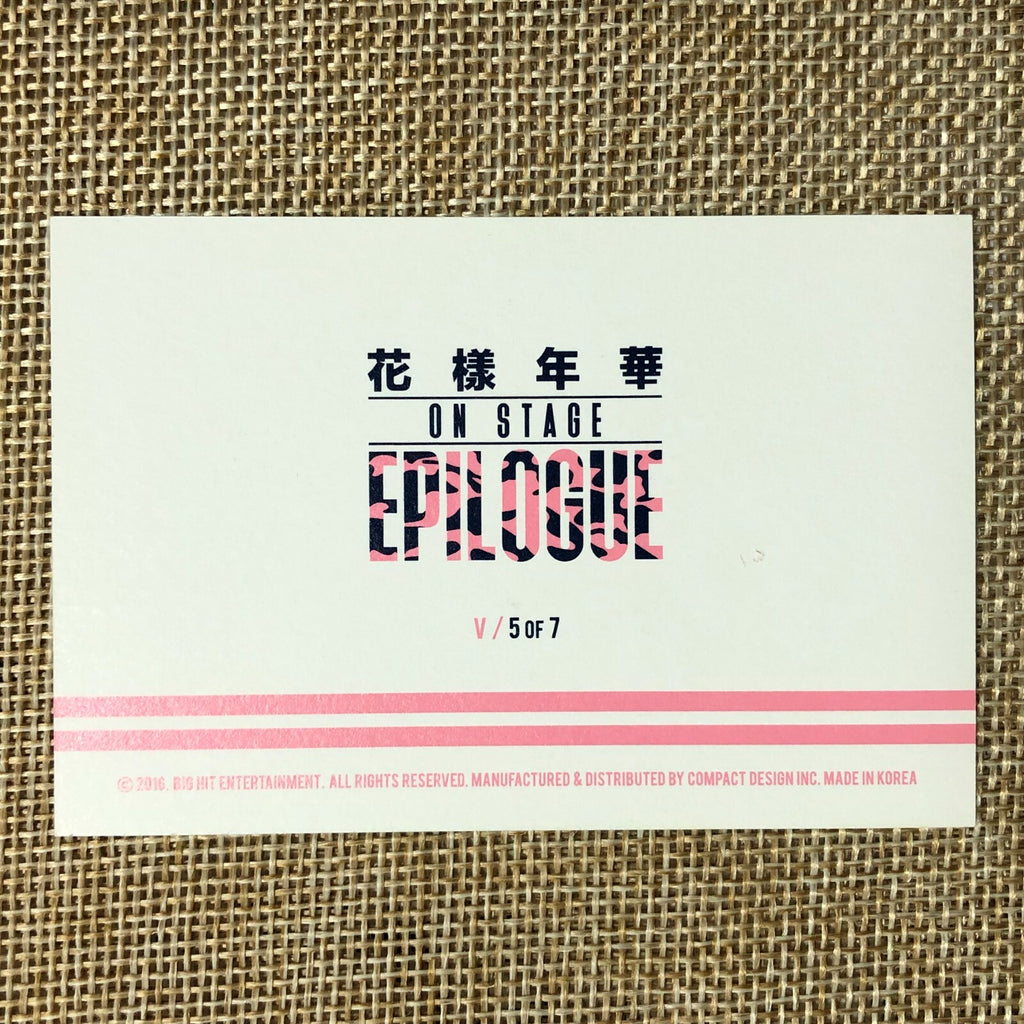 花樣年華
ON STAGE
EPILOGUE
V / 5 OF 7
© 2016. BIG HIT ENTERTAINMENT. ALL RIGHTS RESERVED. MANUFACTURED & DISTRIBUTED BY COMPACT DESIGN INC. MADE IN KOREA